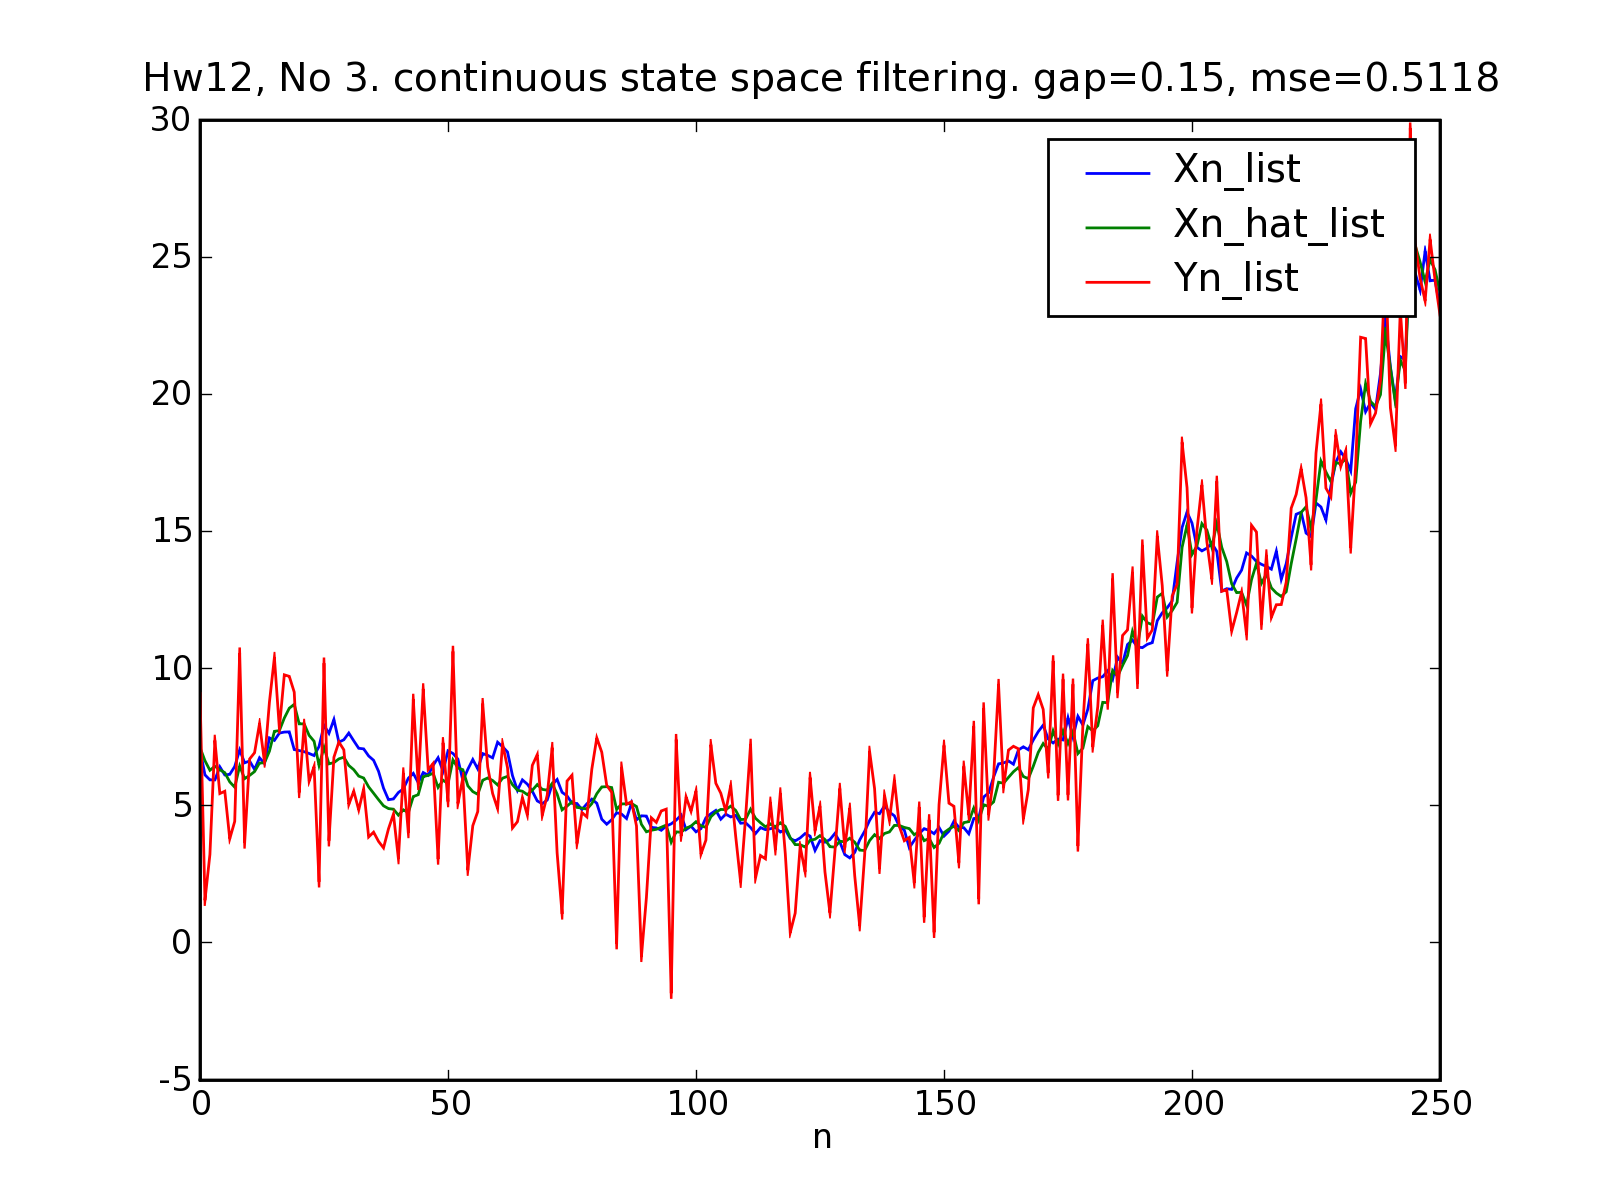 Hw12, No 3. continuous state space filtering. gap=0.15, mse=0.5118
30
25
20
15
10
5
0
-5
Xn_list
Xn_hat_list
Yn_list
0 50 100 150 200 250
n